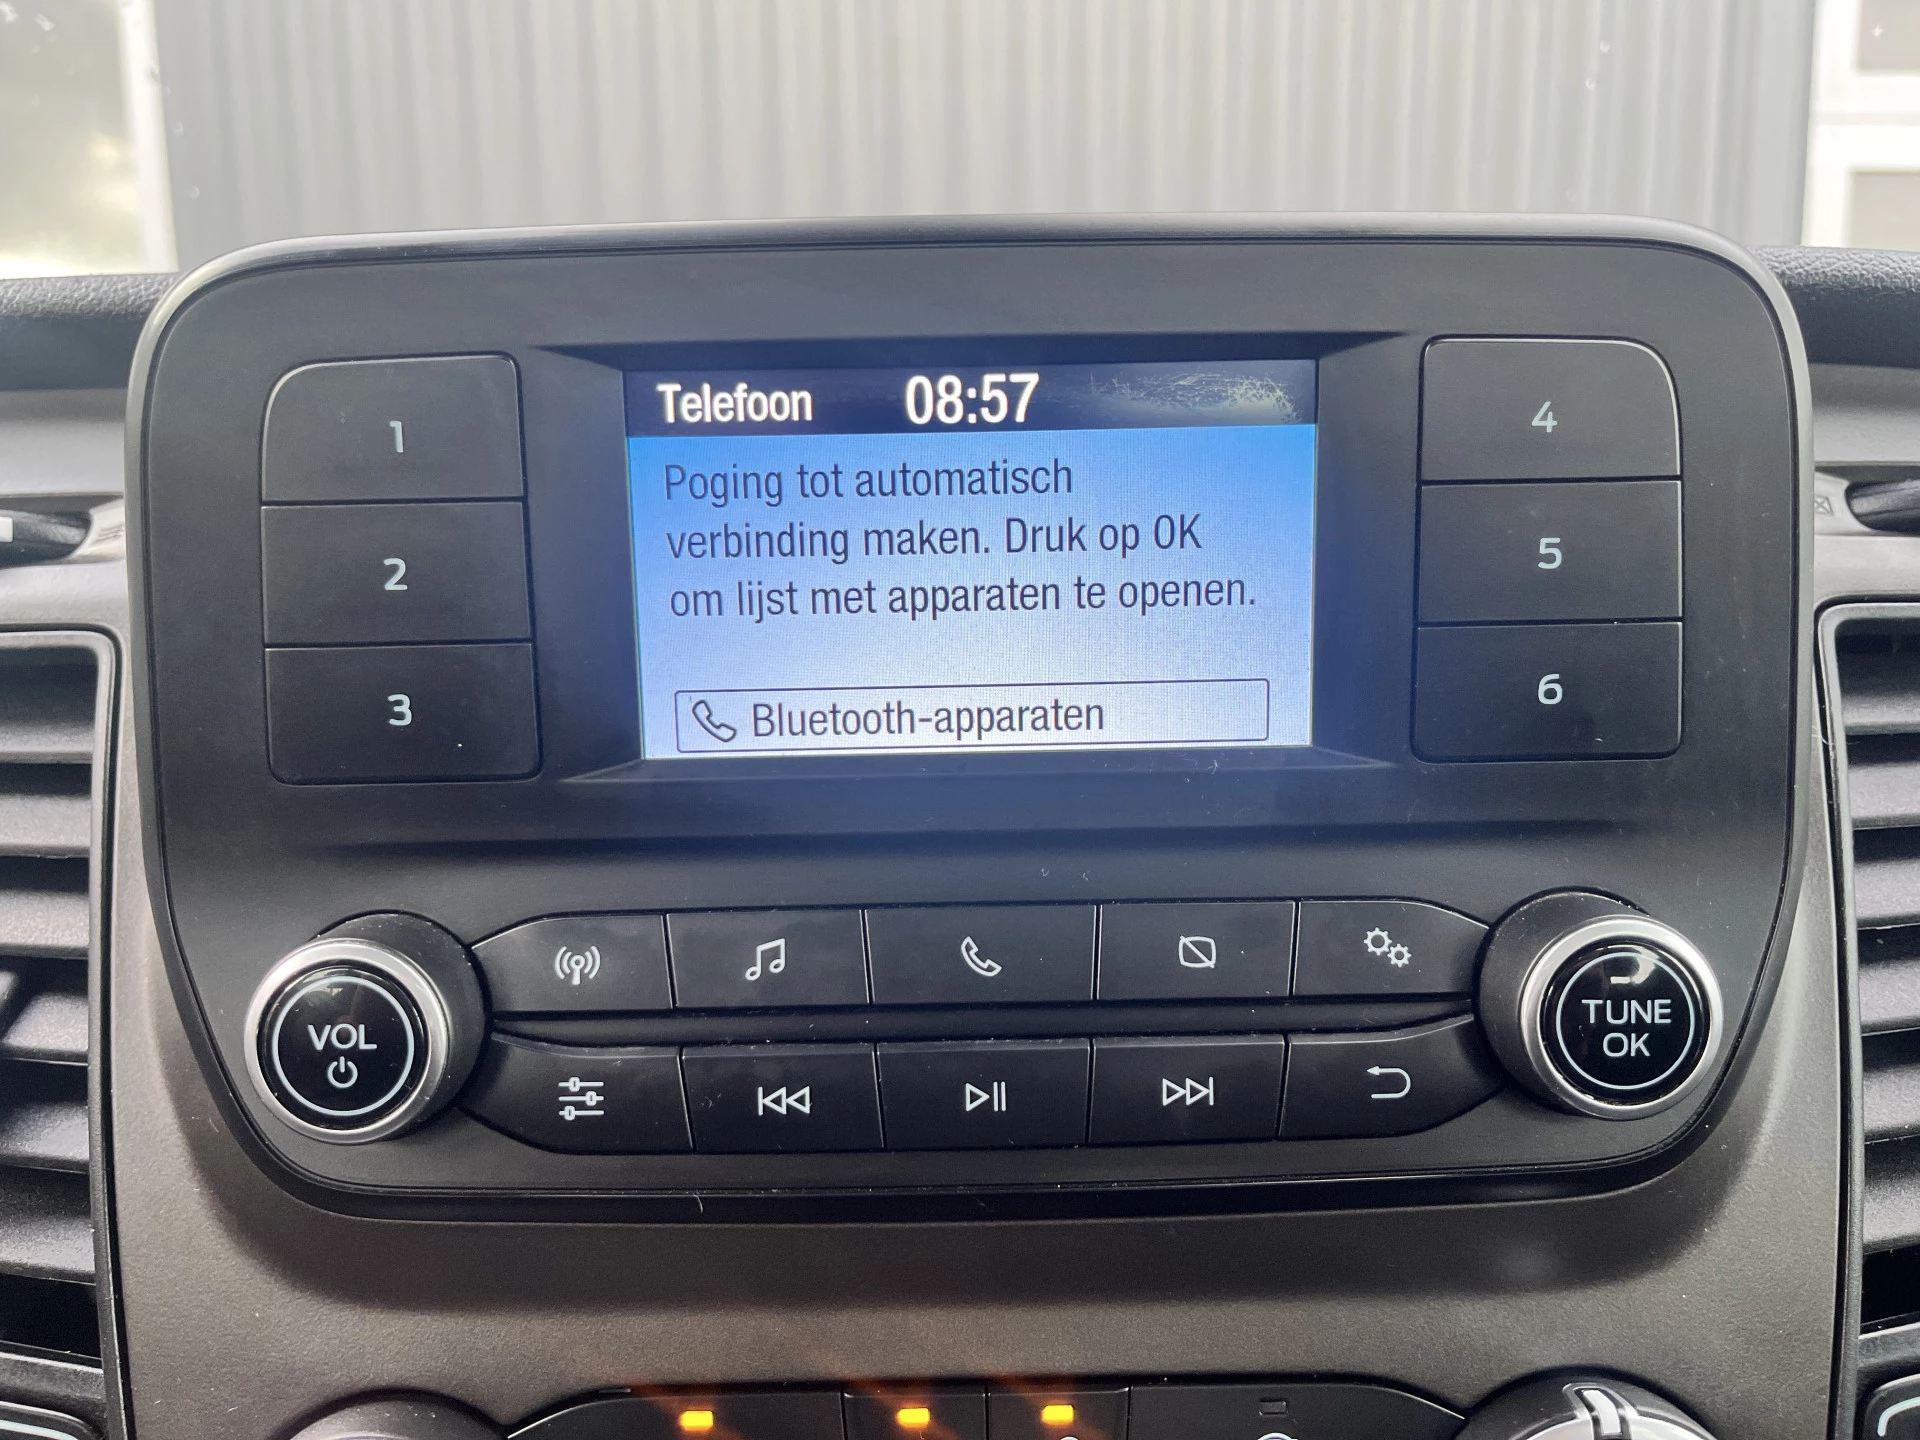 Telefoon 08:57
Poging tot automatisch
verbinding maken. Druk op OK
om lijst met apparaten te openen.
Bluetooth-apparaten
1
2
3
4
5
6
VOL
TUNE
OK